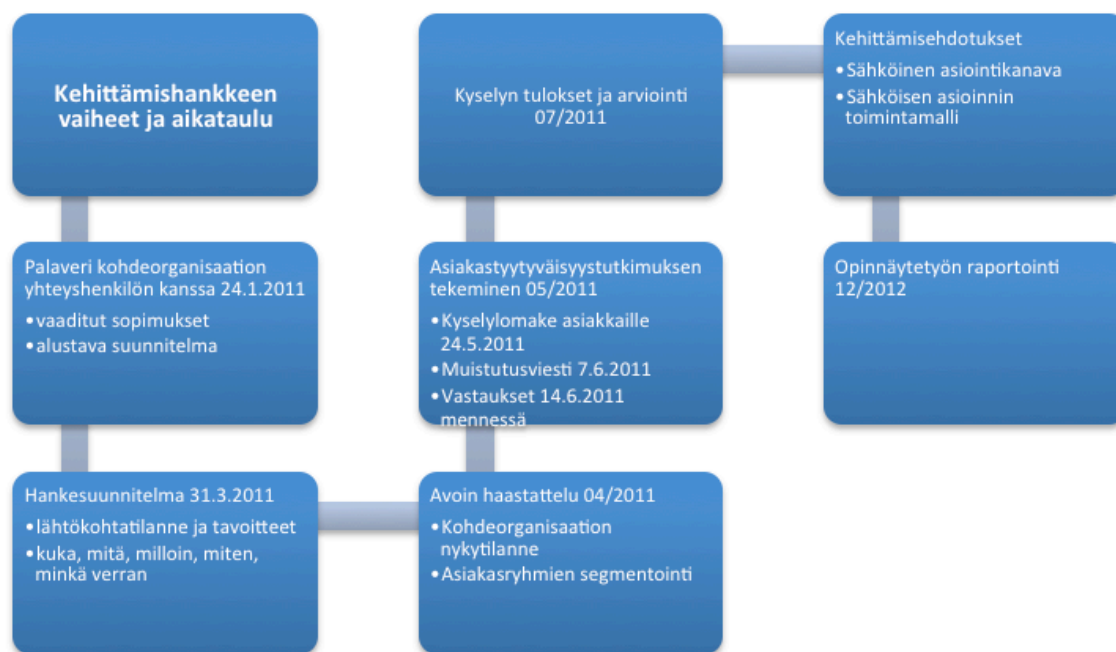 Kehittämishankkeen
vaiheet ja aikataulu
Palaveri kohdeorganisaation
yhteyshenkilön kanssa 24.1.2011
•vaaditut sopimukset
•alustava suunnitelma
Hankesuunnitelma 31.3.2011
•lähtökohtatilanne ja tavoitteet
•kuka, mitä, milloin, miten,
minkä verran
Avoin haastattelu 04/2011
•Kohdeorganisaation
nykytilanne
•Asiakasryhmien segmentointi
Asiakastyytyväisyystutkimuksen
tekeminen 05/2011
•Kyselylomake asiakkaille
24.5.2011
•Muistutusviesti 7.6.2011
•Vastaukset 14.6.2011
mennessä
Kyselyn tulokset ja arviointi
07/2011
Kehittämisehdotukset
•Sähköinen asiointikanava
•Sähköisen asioinnin
toimintamalli
Opinnäytetyön raportointi
12/2012